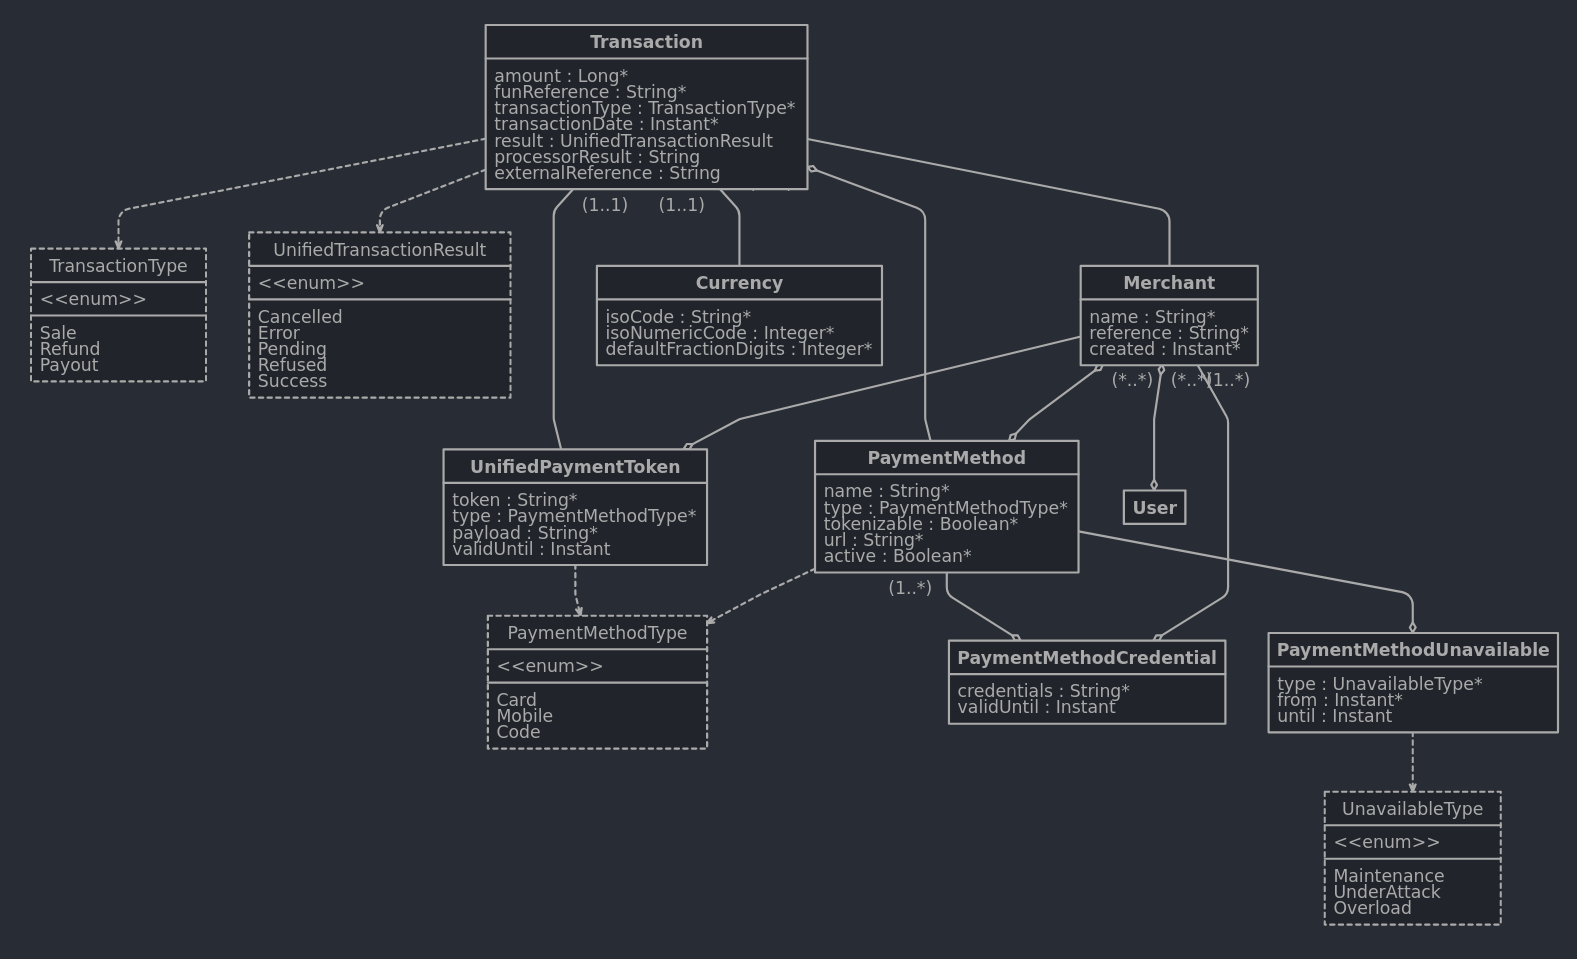 Transaction
amount : Long*
funReference : String*
transactionType : TransactionType*
transactionDate : Instant*
result : UnifiedTransactionResult
processorResult : String
externalReference : String
(1..1)
(1..1)
TransactionType
<<enum>>
Sale
Refund
Payout
UnifiedTransactionResult
<<enum>>
Cancelled
Error
Pending
Refused
Success
Currency
isoCode : String*
isoNumericCode : Integer*
defaultFractionDigits : Integer*
Merchant
name : String*
reference : String*
created : Instant*
(*..*)
(*..*)
(1..*)
UnifiedPaymentToken
token : String*
type : PaymentMethodType*
payload : String*
validUntil : Instant
PaymentMethod
name : String*
type : PaymentMethodType*
tokenizable : Boolean*
url : String*
active : Boolean*
(1..*)
User
PaymentMethodType
<<enum>>
Card
Mobile
Code
PaymentMethodCredential
credentials : String*
validUntil : Instant
PaymentMethodUnavailable
type : UnavailableType*
from : Instant*
until : Instant
UnavailableType
<<enum>>
Maintenance
UnderAttack
Overload